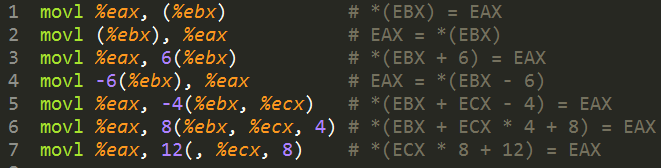 1 movl %eax, (%ebx) # *(EBX) = EAX
2 movl (%ebx), %eax # EAX = *(EBX)
3 movl %eax, 6(%ebx) # *(EBX + 6) = EAX
4 movl -6(%ebx), %eax # EAX = *(EBX - 6)
5 movl %eax, -4(%ebx, %ecx) # *(EBX + ECX - 4) = EAX
6 movl %eax, 8(%ebx, %ecx, 4) # *(EBX + ECX * 4 + 8) = EAX
7 movl %eax, 12(, %ecx, 8) # *(ECX * 8 + 12) = EAX